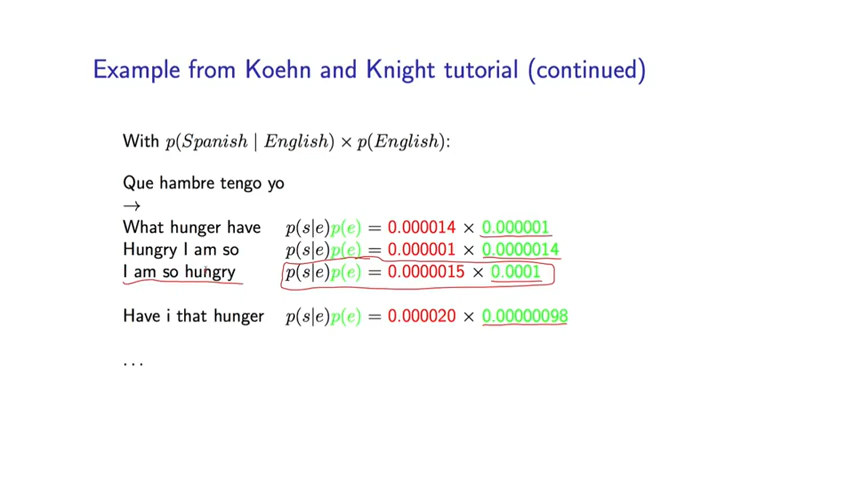 Example from Koehn and Knight tutorial (continued)
With p(Spanish | English) × p(English):
Que hambre tengo yo
→
What hunger have p(s|e)p(e) = 0.000014 × 0.000001
Hungry I am so p(s|e)p(e) = 0.000001 × 0.0000014
I am so hungry p(s|e)p(e) = 0.0000015 × 0.0001
Have i that hunger p(s|e)p(e) = 0.000020 × 0.00000098
...